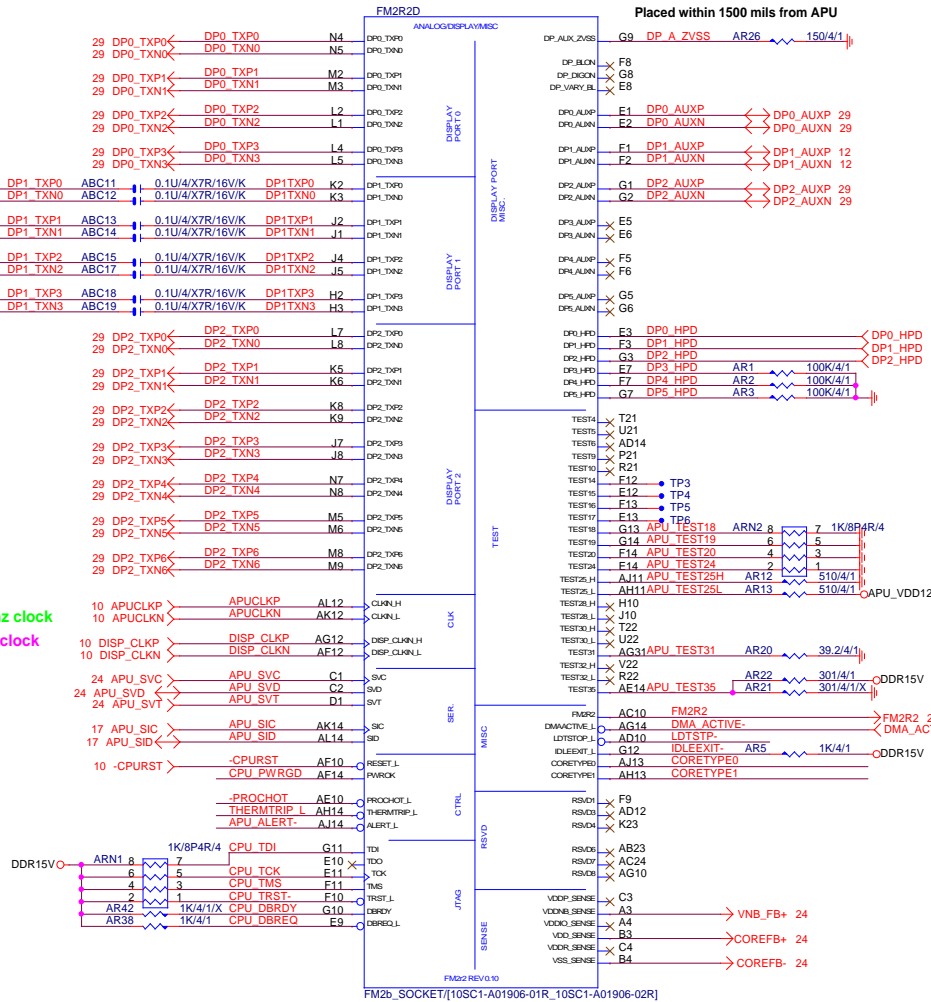 FM2R2D
Placed within 1500 mils from APU
ANALOG/DISPLAY/MISC
29 DP0_TXP0 DP0_TXP0 N4 DP0_TXP0
29 DP0_TXN0 DP0_TXN0 N5 DP0_TXN0
29 DP0_TXP1 DP0_TXP1 M2 DP0_TXP1
29 DP0_TXN1 DP0_TXN1 M3 DP0_TXN1
29 DP0_TXP2 DP0_TXP2 L2 DP0_TXP2
29 DP0_TXN2 DP0_TXN2 L1 DP0_TXN2
29 DP0_TXP3 DP0_TXP3 L4 DP0_TXP3
29 DP0_TXN3 DP0_TXN3 L5 DP0_TXN3
DP1_TXP0 ABC11 0.1U/4/X7R/16V/K DP1TXP0 K2 DP1_TXP0
DP1_TXN0 ABC12 0.1U/4/X7R/16V/K DP1TXN0 K3 DP1_TXN0
DP1_TXP1 ABC13 0.1U/4/X7R/16V/K DP1TXP1 J2 DP1_TXP1
DP1_TXN1 ABC14 0.1U/4/X7R/16V/K DP1TXN1 J1 DP1_TXN1
DP1_TXP2 ABC15 0.1U/4/X7R/16V/K DP1TXP2 J4 DP1_TXP2
DP1_TXN2 ABC17 0.1U/4/X7R/16V/K DP1TXN2 J5 DP1_TXN2
DP1_TXP3 ABC18 0.1U/4/X7R/16V/K DP1TXP3 H2 DP1_TXP3
DP1_TXN3 ABC19 0.1U/4/X7R/16V/K DP1TXN3 H3 DP1_TXN3
29 DP2_TXP0 DP2_TXP0 L7 DP2_TXP0
29 DP2_TXN0 DP2_TXN0 L8 DP2_TXN0
29 DP2_TXP1 DP2_TXP1 K5 DP2_TXP1
29 DP2_TXN1 DP2_TXN1 K6 DP2_TXN1
29 DP2_TXP2 DP2_TXP2 K8 DP2_TXP2
29 DP2_TXN2 DP2_TXN2 K9 DP2_TXN2
29 DP2_TXP3 DP2_TXP3 J7 DP2_TXP3
29 DP2_TXN3 DP2_TXN3 J8 DP2_TXN3
29 DP2_TXP4 DP2_TXP4 N7 DP2_TXP4
29 DP2_TXN4 DP2_TXN4 N8 DP2_TXN4
29 DP2_TXP5 DP2_TXP5 M5 DP2_TXP5
29 DP2_TXN5 DP2_TXN5 M6 DP2_TXN5
29 DP2_TXP6 DP2_TXP6 M8 DP2_TXP6
29 DP2_TXN6 DP2_TXN6 M9 DP2_TXN6
z clock
clock
10 APUCLKP APUCLKP AL12 CLKIN_H
10 APUCLKN APUCLKN AK12 CLKIN_L
10 DISP_CLKP DISP_CLKP AG12 DISP_CLKIN_H
10 DISP_CLKN DISP_CLKN AF12 DISP_CLKIN_L
24 APU_SVC APU_SVC C1 SVC
24 APU_SVD APU_SVD C2 SVD
24 APU_SVT APU_SVT D1 SVT
17 APU_SIC APU_SIC AK14 SIC
17 APU_SID APU_SID AL14 SID
10 -CPURST -CPURST AF10 RESET_L
CPU_PWRGD AF14 PWROK
-PROCHOT AE10 PROCHOT_L
THERMTRIP_L AH14 THERMTRIP_L
APU_ALERT- AJ14 ALERT_L
1K/8P4R/4
DDR15V ARN1 8 7 CPU_TDI G11 TDI
E10 TDO
6 5 CPU_TCK E11 TCK
4 3 CPU_TMS F11 TMS
2 1 CPU_TRST- F10 TRST_L
AR42 1K/4/1/X CPU_DBRDY G10 DBRDY
AR38 1K/4/1 CPU_DBREQ E9 DBREQ_L
DISPLAY PORT 0
DISPLAY PORT 1
DISPLAY PORT 2
CLK
SER.
CTRL
JTAG
DISPLAY PORT MISC.
TEST
MISC
RSVD
SENSE
DP_AUX_ZVSS G9 DP_A_ZVSS AR26 150/4/1
DP_BLON F8
DP_DIGON G8
DP_VARY_BL E8
DP0_AUXP E1 DP0_AUXP DP0_AUXP 29
DP0_AUXN E2 DP0_AUXN DP0_AUXN 29
DP1_AUXP F1 DP1_AUXP DP1_AUXP 12
DP1_AUXN F2 DP1_AUXN DP1_AUXN 12
DP2_AUXP G1 DP2_AUXP DP2_AUXP 29
DP2_AUXN G2 DP2_AUXN DP2_AUXN 29
DP3_AUXP E5
DP3_AUXN E6
DP4_AUXP F5
DP4_AUXN F6
DP5_AUXP G5
DP5_AUXN G6
DP0_HPD E3 DP0_HPD DP0_HPD
DP1_HPD F3 DP1_HPD DP1_HPD
DP2_HPD G3 DP2_HPD DP2_HPD
DP3_HPD E7 DP3_HPD AR1 100K/4/1
DP4_HPD F7 DP4_HPD AR2 100K/4/1
DP5_HPD G7 DP5_HPD AR3 100K/4/1
TEST4 T21
TEST5 U21
TEST6 AD14
TEST9 P21
TEST10 R21
TEST14 F12 TP3
TEST15 E12 TP4
TEST16 F13 TP5
TEST17 E13 TP6
TEST18 G13 APU_TEST18 ARN2 8 7 1K/8P4R/4
TEST19 G14 APU_TEST19 6 5
TEST20 F14 APU_TEST20 4 3
TEST24 E14 APU_TEST24 2 1
TEST25_H AJ11 APU_TEST25H AR12 510/4/1
TEST25_L AH11 APU_TEST25L AR13 510/4/1 APU_VDD12
TEST28_H H10
TEST28_L J10
TEST30_H T22
TEST30_L U22
TEST31 AG31 APU_TEST31 AR20 39.2/4/1
TEST32_H V22
TEST32_L R22 AR22 301/4/1 DDR15V
TEST35 AE14 APU_TEST35 AR21 301/4/1/X
FM2R2 AC10 FM2R2 FM2R2 2
DMAACTIVE_L AG14 DMA_ACTIVE- DMA_AC
LDTSTOP_L AD10 LDTSTP-
IDLEEXIT_L G12 IDLEEXIT- AR5 1K/4/1 DDR15V
CORETYPE0 AJ13 CORETYPE0
CORETYPE1 AH13 CORETYPE1
RSVD1 F9
RSVD3 AD12
RSVD4 K23
RSVD6 AB23
RSVD7 AC24
RSVD8 AG10
VDDP_SENSE C3
VDDNB_SENSE A3 VNB_FB+ 24
VDDIO_SENSE A4
VDD_SENSE B3 COREFB+ 24
VDDR_SENSE C4
VSS_SENSE B4 COREFB- 24
FM2r2 REV 0.10
FM2b_SOCKET/[10SC1-A01906-01R_10SC1-A01906-02R]